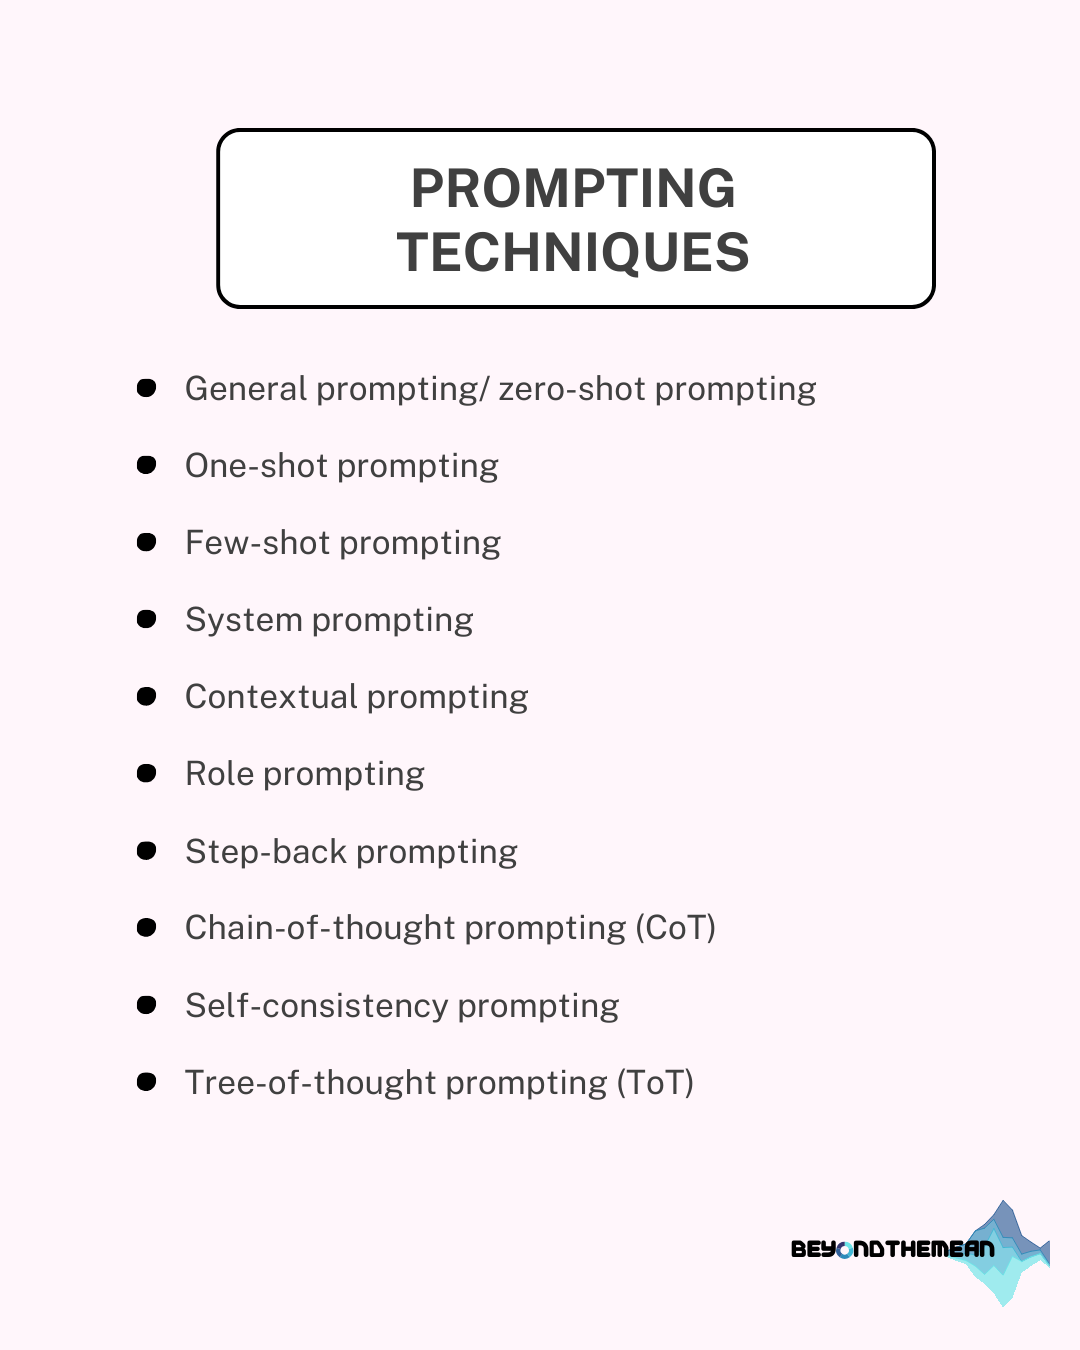 PROMPTING
TECHNIQUES
General prompting/ zero-shot prompting
One-shot prompting
Few-shot prompting
System prompting
Contextual prompting
Role prompting
Step-back prompting
Chain-of-thought prompting (CoT)
Self-consistency prompting
Tree-of-thought prompting (ToT)
BEYONDTHEMEAN